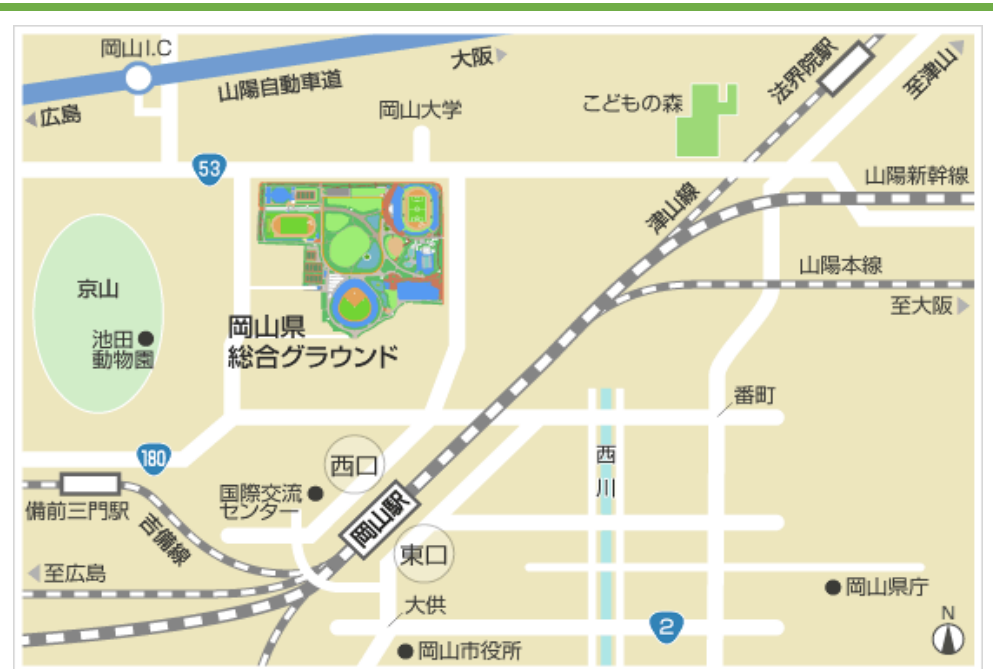 岡山I.C
大阪
法界院駅
至津山
山陽自動車道
広島
岡山大学
こどもの森
53
山陽新幹線
津山線
山陽本線
京山
至大阪
岡山県
総合グラウンド
池田
動物園
番町
180
西口
西川
国際交流
センター
備前三門駅
岡山駅
吉備線
東口
至広島
岡山県庁
大供
2
N
岡山市役所